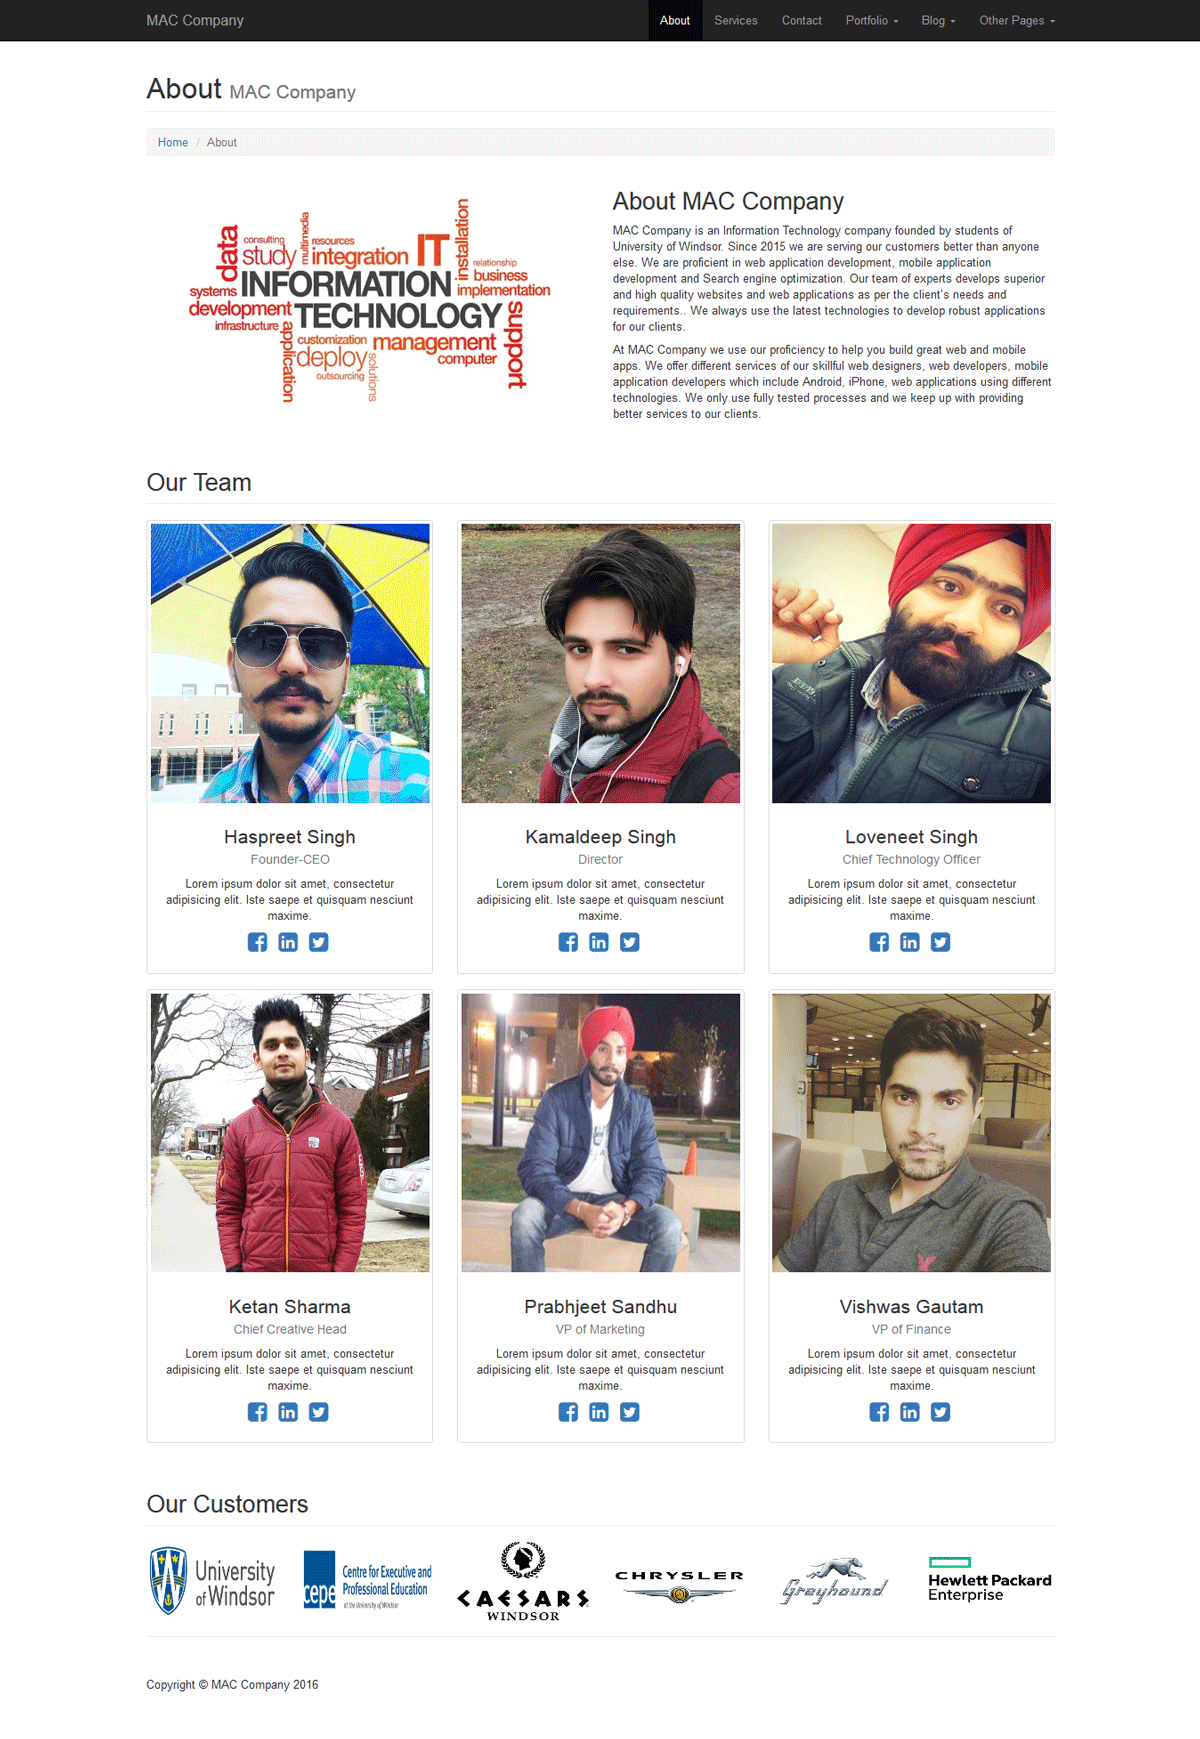 MAC Company
About Services Contact Portfolio Blog Other Pages
About MAC Company
Home / About
data
consulting
study
multimedia
resources
integration
IT
installation
relationship
business
systems
INFORMATION
implementation
development
TECHNOLOGY
infrastructure
application
customization
management
support
deploy
computer
outsourcing
solutions
About MAC Company
MAC Company is an Information Technology company founded by students of
University of Windsor. Since 2015 we are serving our customers better than anyone
else. We are proficient in web application development, mobile application
development and Search engine optimization. Our team of experts develops superior
and high quality websites and web applications as per the client's needs and
requirements.. We always use the latest technologies to develop robust applications
for our clients.
At MAC Company we use our proficiency to help you build great web and mobile
apps. We offer different services of our skillful web designers, web developers, mobile
application developers which include Android, iPhone, web applications using different
technologies. We only use fully tested processes and we keep up with providing
better services to our clients.
Our Team
Haspreet Singh
Founder-CEO
Lorem ipsum dolor sit amet, consectetur
adipisicing elit. Iste saepe et quisquam nesciunt
maxime.
Kamaldeep Singh
Director
Lorem ipsum dolor sit amet, consectetur
adipisicing elit. Iste saepe et quisquam nesciunt
maxime.
Loveneet Singh
Chief Technology Officer
Lorem ipsum dolor sit amet, consectetur
adipisicing elit. Iste saepe et quisquam nesciunt
maxime.
Ketan Sharma
Chief Creative Head
Lorem ipsum dolor sit amet, consectetur
adipisicing elit. Iste saepe et quisquam nesciunt
maxime.
Prabhjeet Sandhu
VP of Marketing
Lorem ipsum dolor sit amet, consectetur
adipisicing elit. Iste saepe et quisquam nesciunt
maxime.
Vishwas Gautam
VP of Finance
Lorem ipsum dolor sit amet, consectetur
adipisicing elit. Iste saepe et quisquam nesciunt
maxime.
Our Customers
University
of Windsor
cepe
Centre for Executive and
Professional Education
at the University of Windsor
CAESARS
WINDSOR
CHRYSLER
Greyhound
Hewlett Packard
Enterprise
Copyright © MAC Company 2016